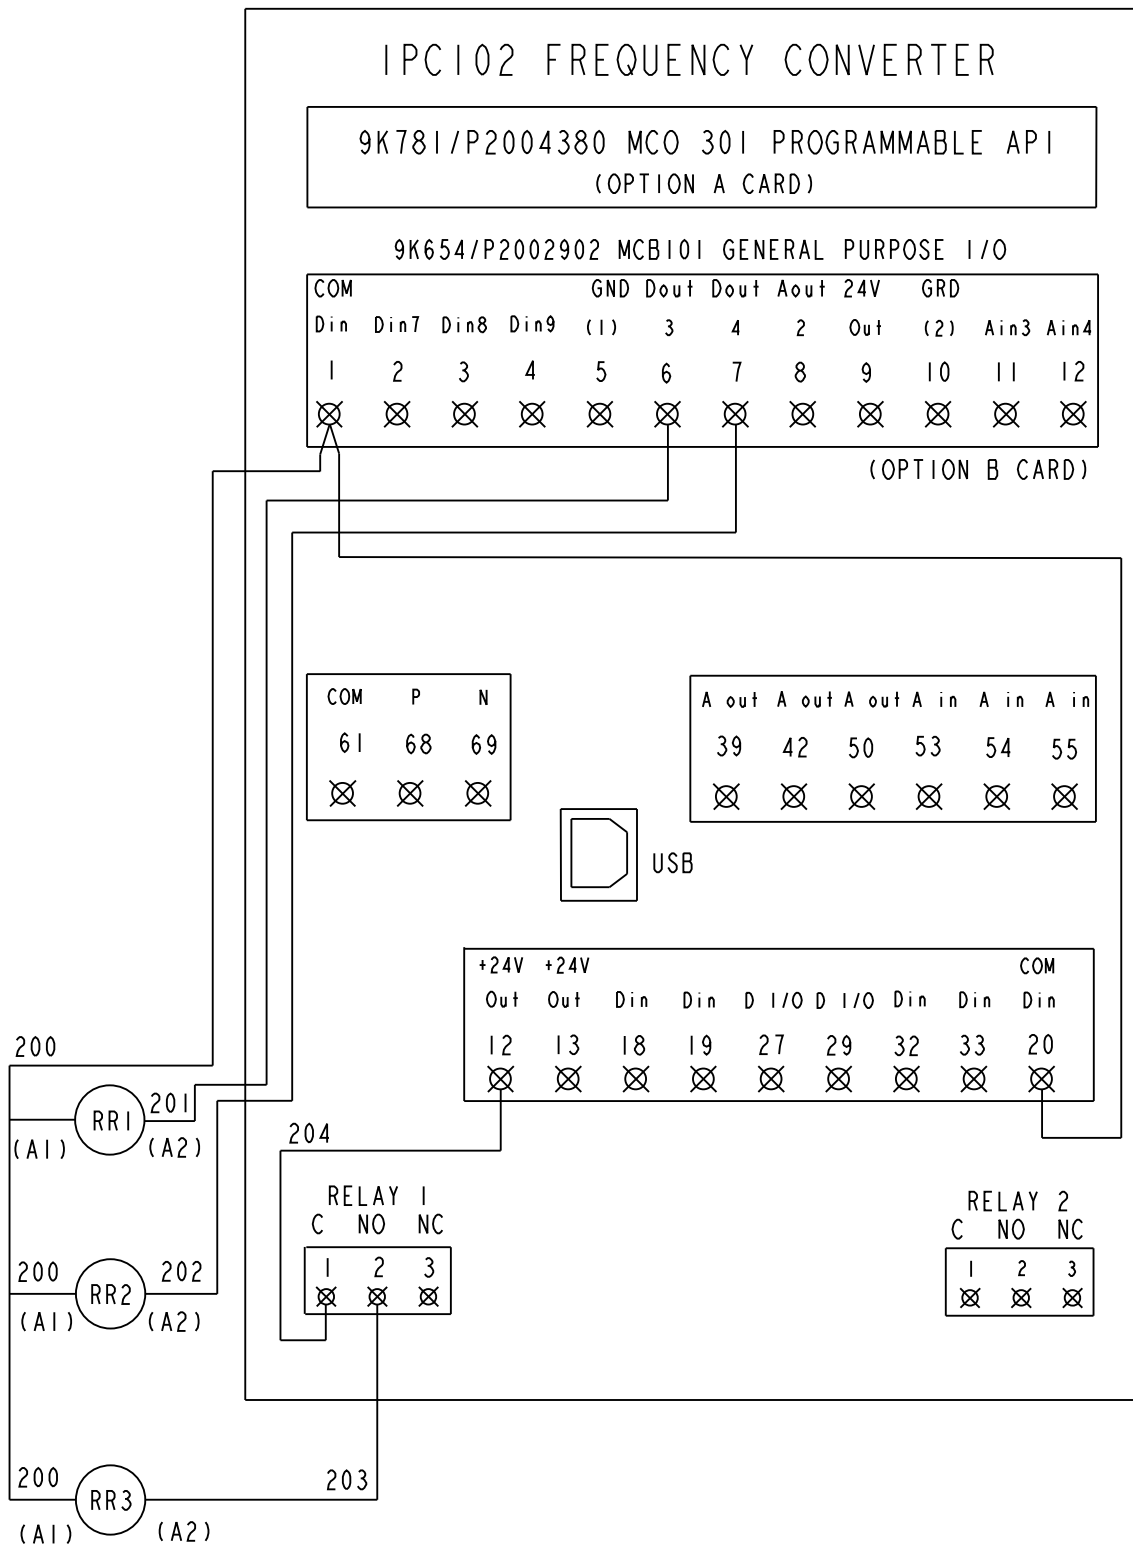 IPC102 FREQUENCY CONVERTER
9K781/P2004380 MCO 301 PROGRAMMABLE API
(OPTION A CARD)
9K654/P2002902 MCB101 GENERAL PURPOSE I/O
COM GND Dout Dout Aout 24V GRD
Din Din7 Din8 Din9 (1) 3 4 2 Out (2) Ain3 Ain4
1 2 3 4 5 6 7 8 9 10 11 12
(OPTION B CARD)
COM P N
61 68 69
A out A out A out A in A in A in
39 42 50 53 54 55
USB
+24V +24V COM
Out Out Din Din D I/O D I/O Din Din Din
12 13 18 19 27 29 32 33 20
200
RR1 201
(A1) (A2)
204
RELAY 1
C NO NC
1 2 3
RELAY 2
C NO NC
1 2 3
200 RR2 202
(A1) (A2)
200 RR3 203
(A1) (A2)